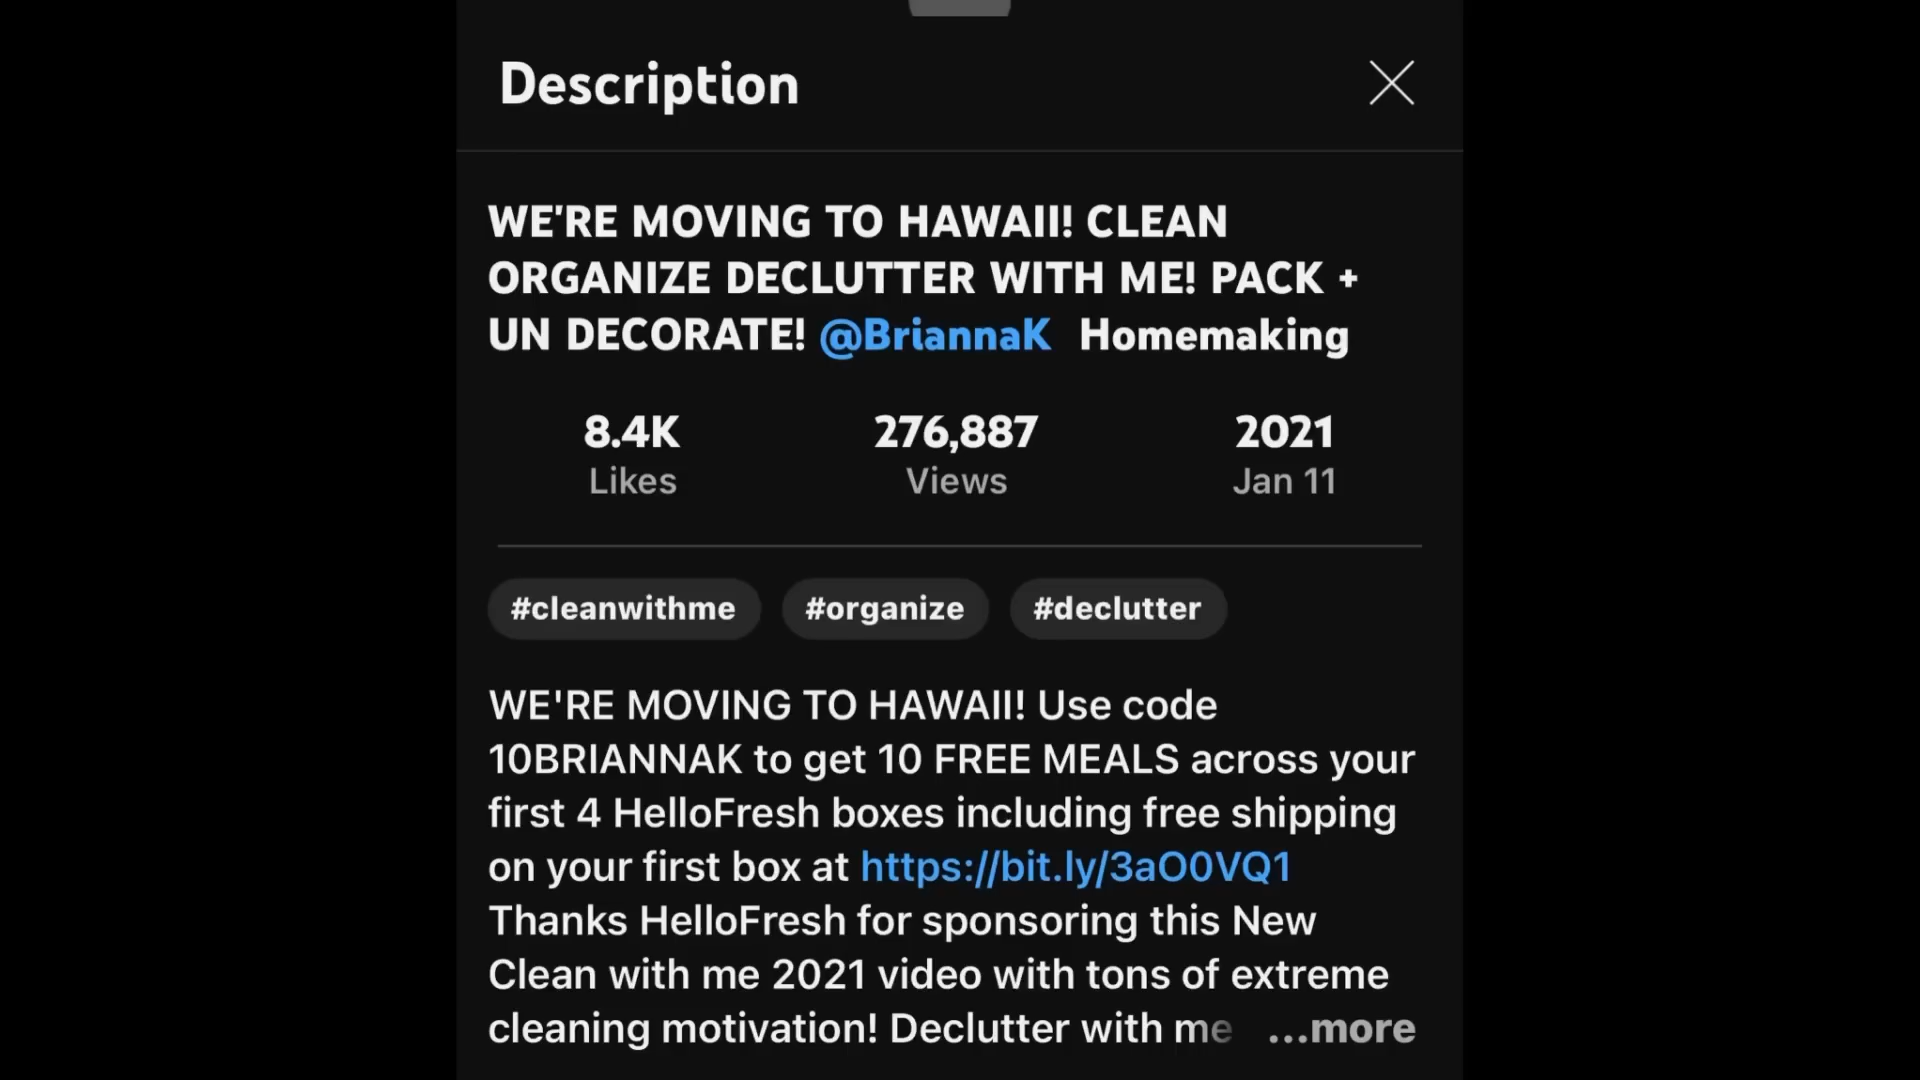 Description
WE'RE MOVING TO HAWAII! CLEAN
ORGANIZE DECLUTTER WITH ME! PACK +
UN DECORATE! @BriannaK Homemaking
8.4K 276,887 2021
Likes Views Jan 11
#cleanwithme #organize #declutter
WE'RE MOVING TO HAWAII! Use code
10BRIANNAK to get 10 FREE MEALS across your
first 4 HelloFresh boxes including free shipping
on your first box at https://bit.ly/3aO0VQ1
Thanks HelloFresh for sponsoring this New
Clean with me 2021 video with tons of extreme
cleaning motivation! Declutter with me ...more